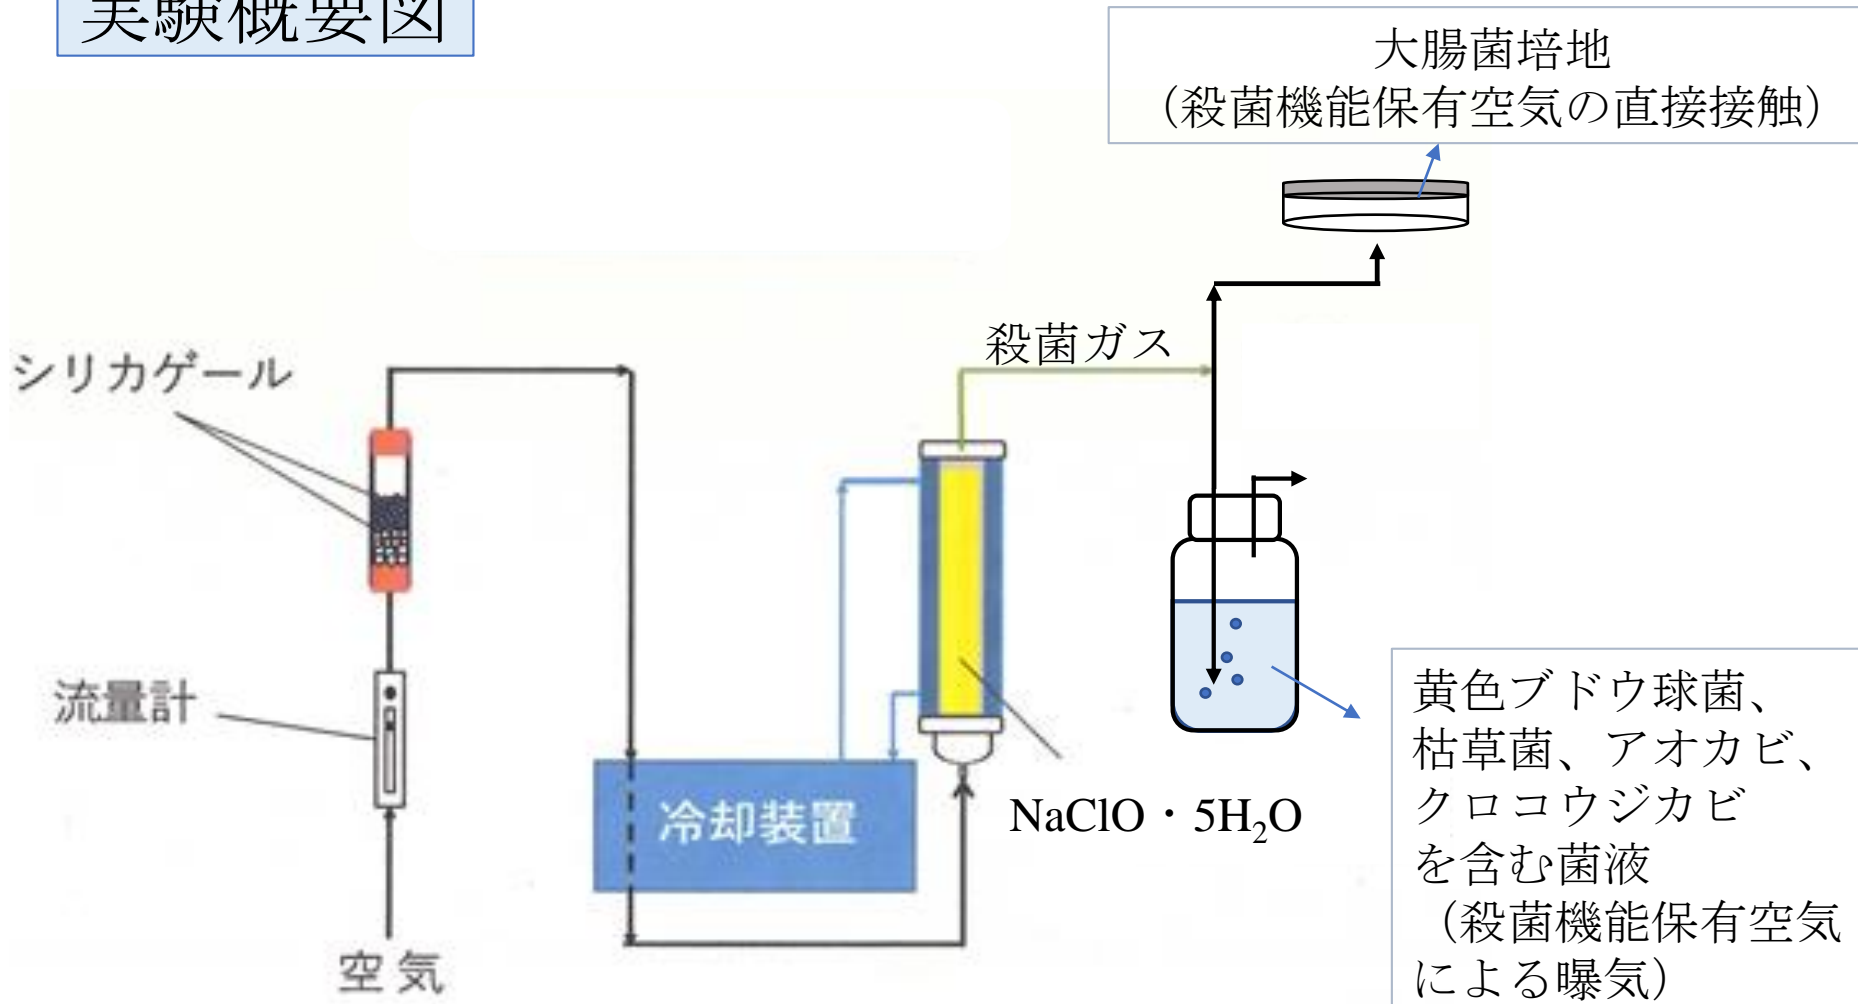 実験概要図
大腸菌培地
（殺菌機能保有空気の直接接触）
殺菌ガス
シリカゲール
流量計
冷却装置
NaClO・5H₂O
空気
黄色ブドウ球菌、
枯草菌、アオカビ、
クロコウジカビ
を含む菌液
（殺菌機能保有空気
による曝気）